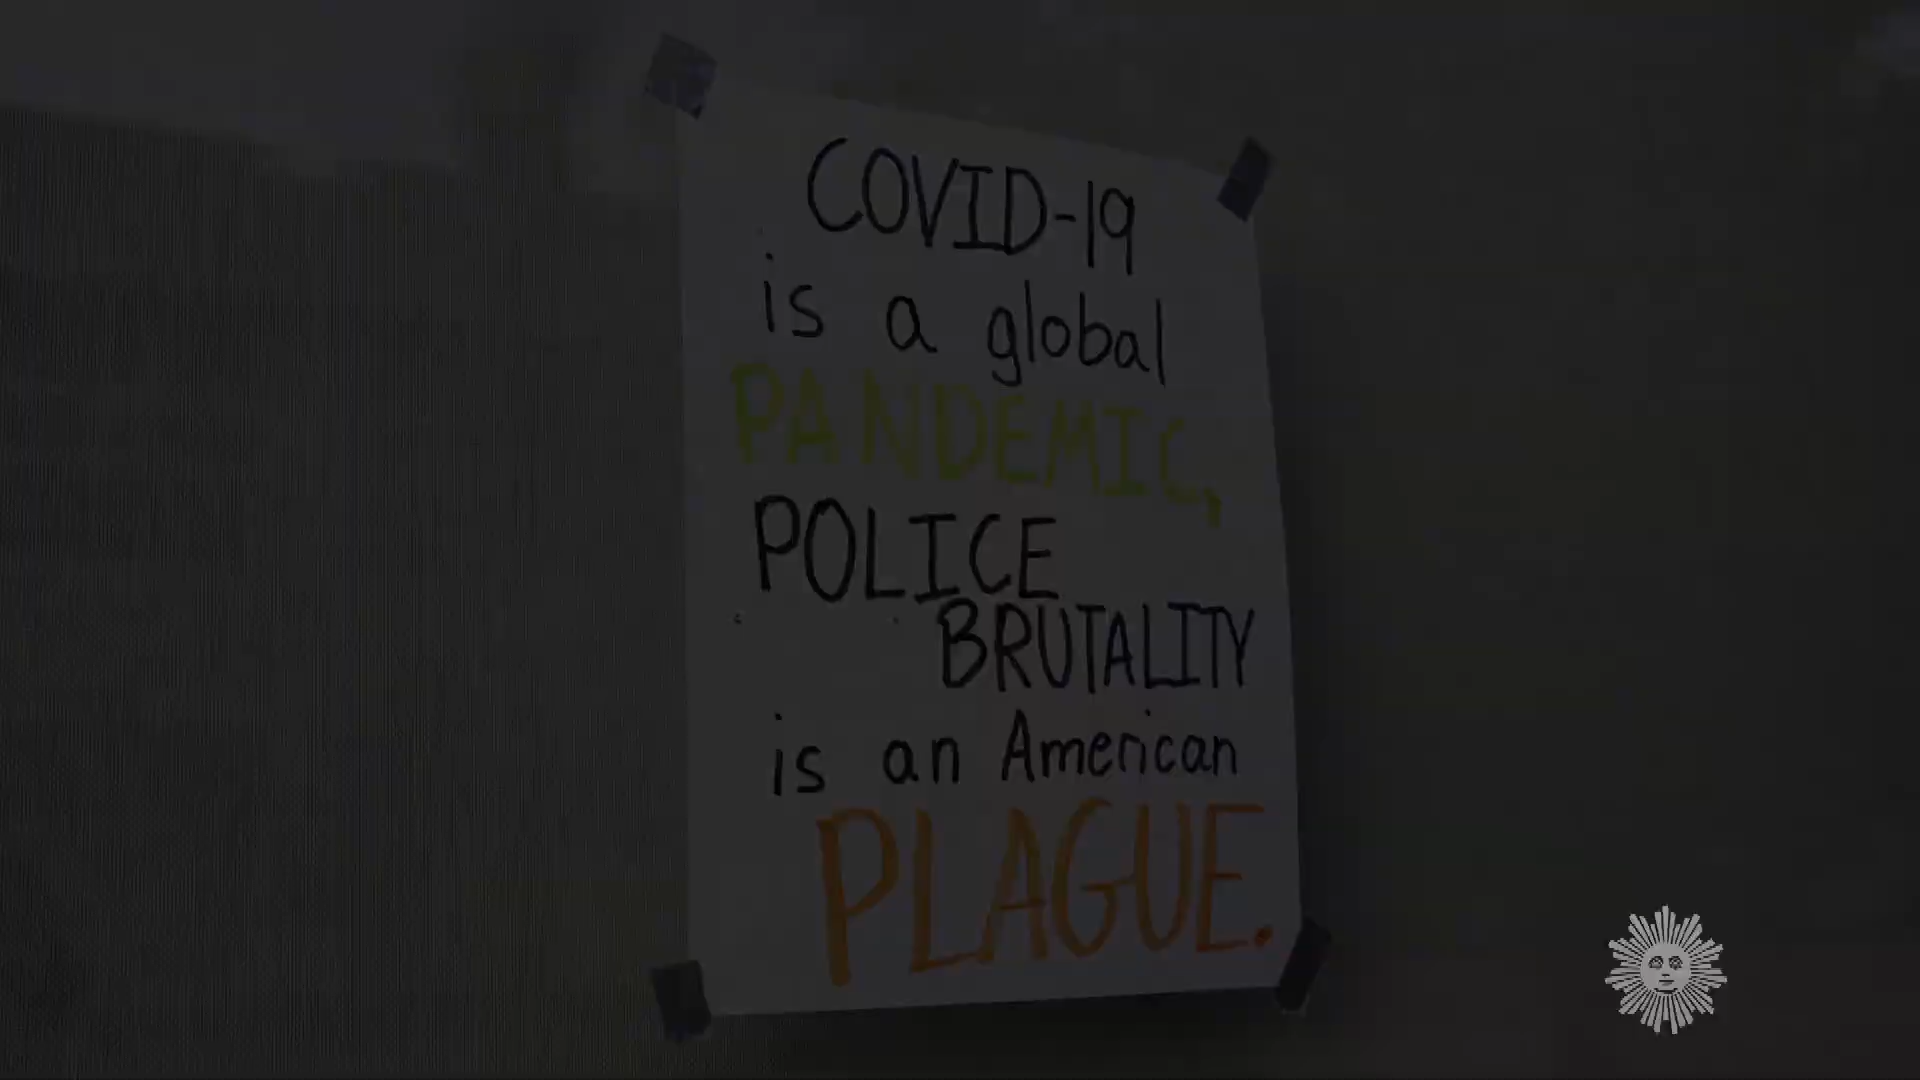 COVID-19
is a global
PANDEMIC,
POLICE
BRUTALITY
is an American
PLAGUE.